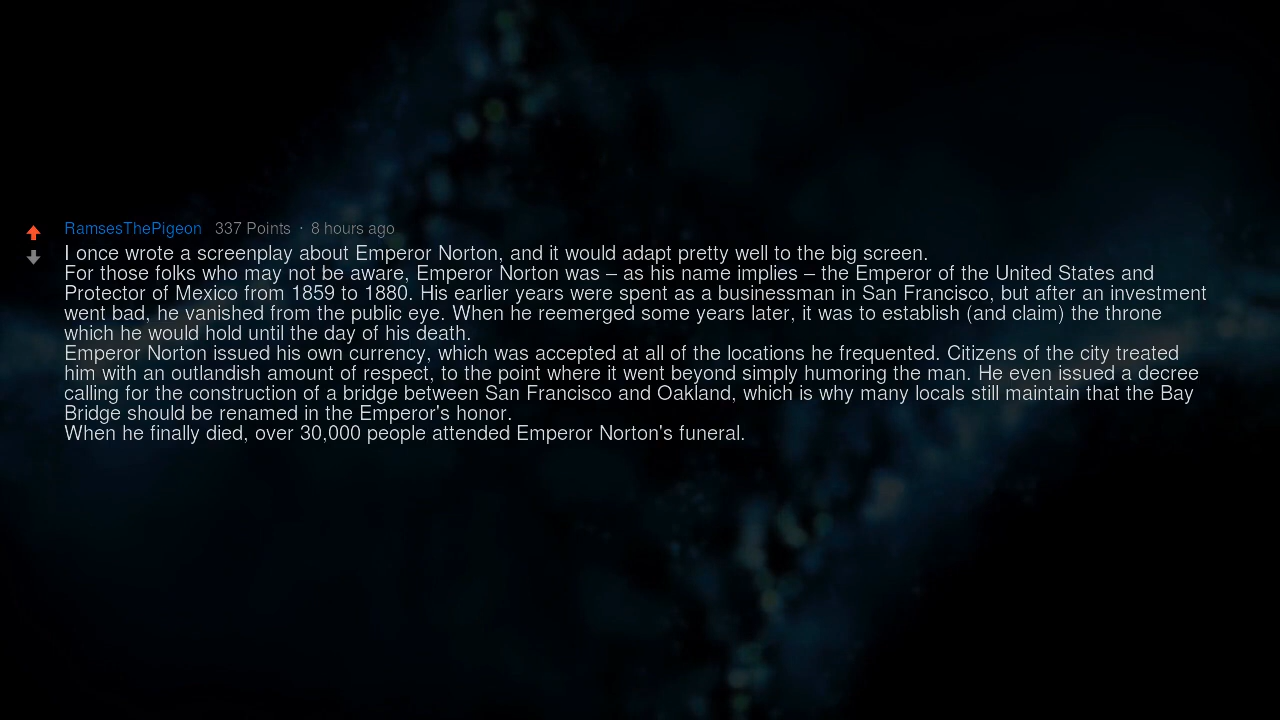 RamsesThePigeon 337 Points · 8 hours ago
I once wrote a screenplay about Emperor Norton, and it would adapt pretty well to the big screen.
For those folks who may not be aware, Emperor Norton was – as his name implies – the Emperor of the United States and
Protector of Mexico from 1859 to 1880. His earlier years were spent as a businessman in San Francisco, but after an investment
went bad, he vanished from the public eye. When he reemerged some years later, it was to establish (and claim) the throne
which he would hold until the day of his death.
Emperor Norton issued his own currency, which was accepted at all of the locations he frequented. Citizens of the city treated
him with an outlandish amount of respect, to the point where it went beyond simply humoring the man. He even issued a decree
calling for the construction of a bridge between San Francisco and Oakland, which is why many locals still maintain that the Bay
Bridge should be renamed in the Emperor's honor.
When he finally died, over 30,000 people attended Emperor Norton's funeral.